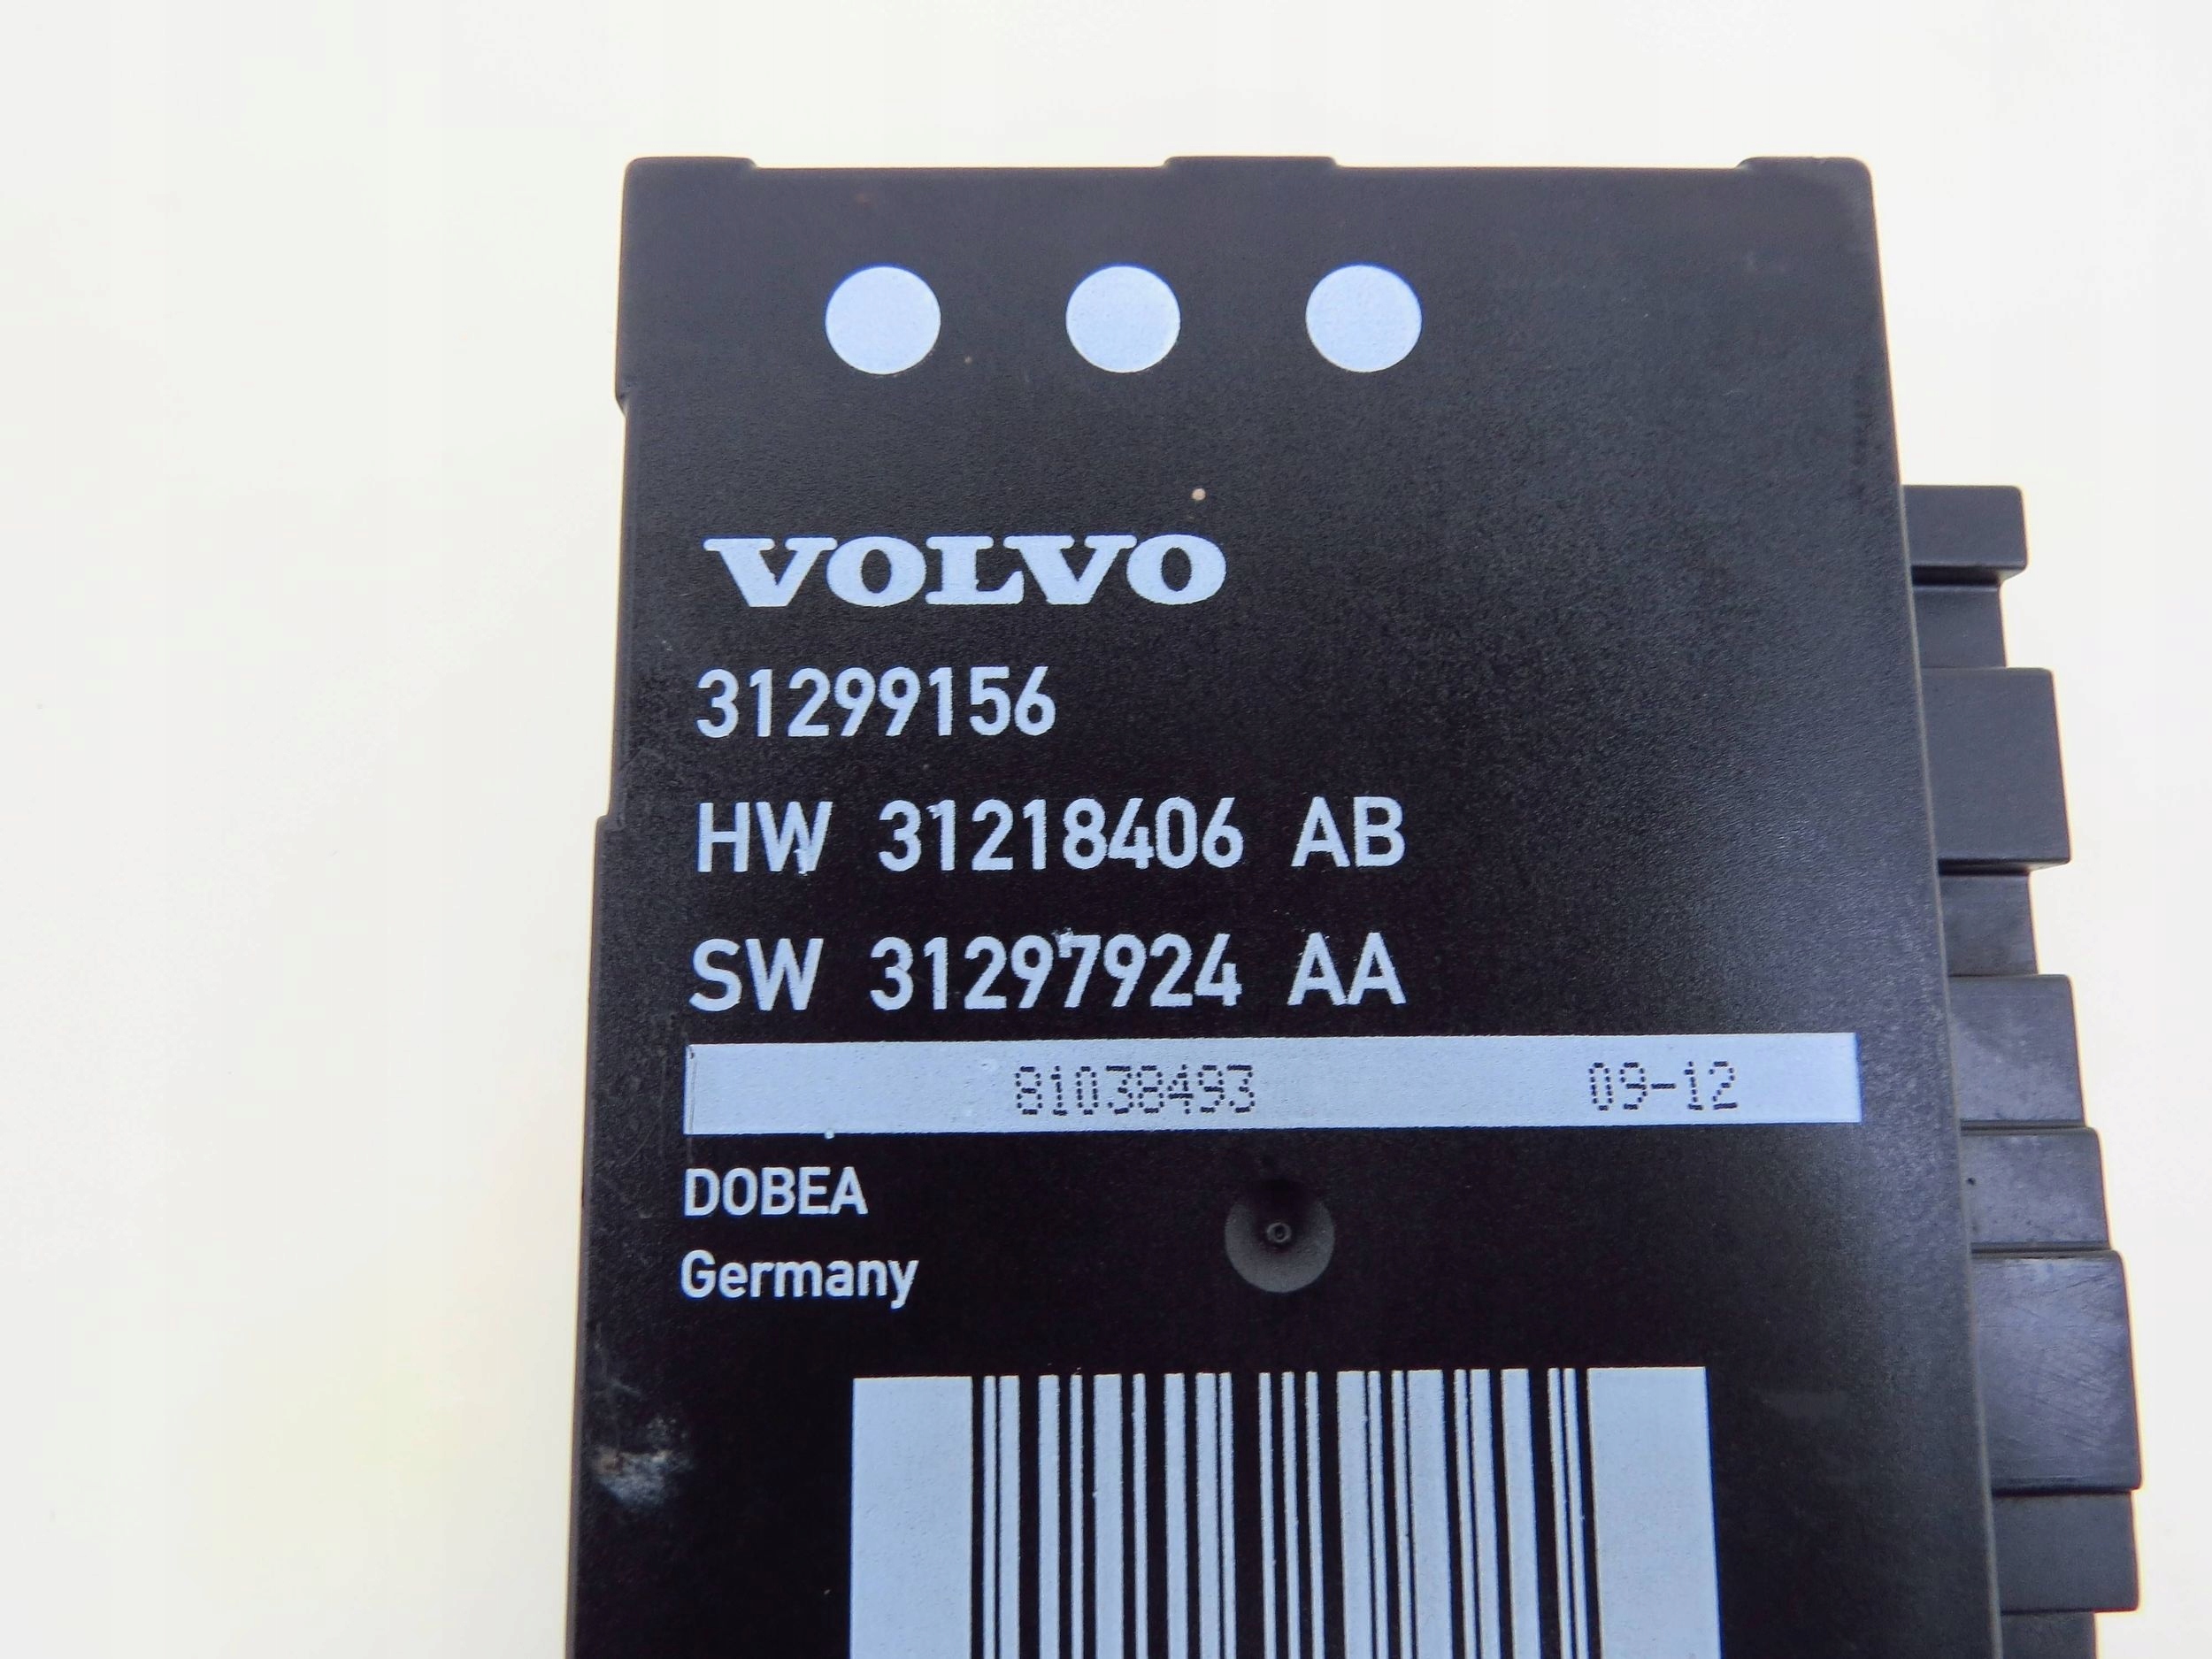 VOLVO
31299156
HW 31218406 AB
SW 31297924 AA
81038493 09-12
DOBEA
Germany